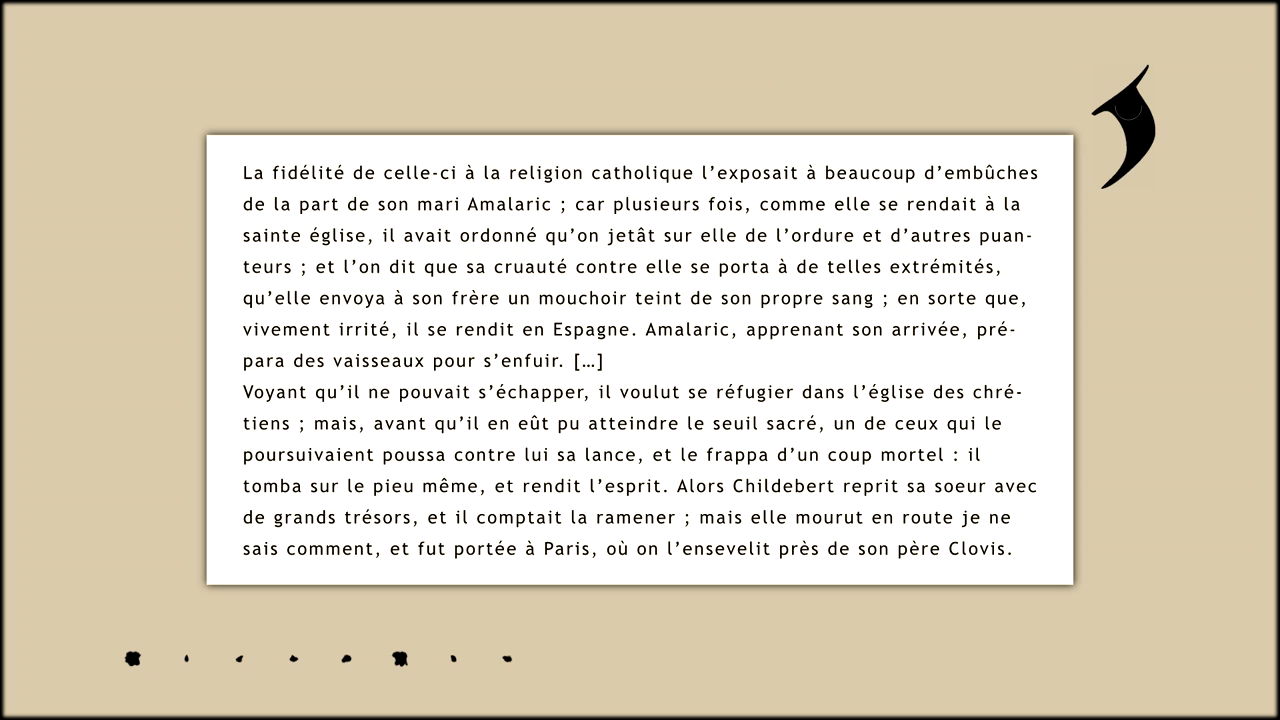 La fidélité de celle-ci à la religion catholique l’exposait à beaucoup d’embûches
de la part de son mari Amalaric ; car plusieurs fois, comme elle se rendait à la
sainte église, il avait ordonné qu’on jetât sur elle de l’ordure et d’autres puan-
teurs ; et l’on dit que sa cruauté contre elle se porta à de telles extrémités,
qu’elle envoya à son frère un mouchoir teint de son propre sang ; en sorte que,
vivement irrité, il se rendit en Espagne. Amalaric, apprenant son arrivée, pré-
para des vaisseaux pour s’enfuir. […]
Voyant qu’il ne pouvait s’échapper, il voulut se réfugier dans l’église des chré-
tiens ; mais, avant qu’il en eût pu atteindre le seuil sacré, un de ceux qui le
poursuivaient poussa contre lui sa lance, et le frappa d’un coup mortel : il
tomba sur le pieu même, et rendit l’esprit. Alors Childebert reprit sa soeur avec
de grands trésors, et il comptait la ramener ; mais elle mourut en route je ne
sais comment, et fut portée à Paris, où on l’ensevelit près de son père Clovis.